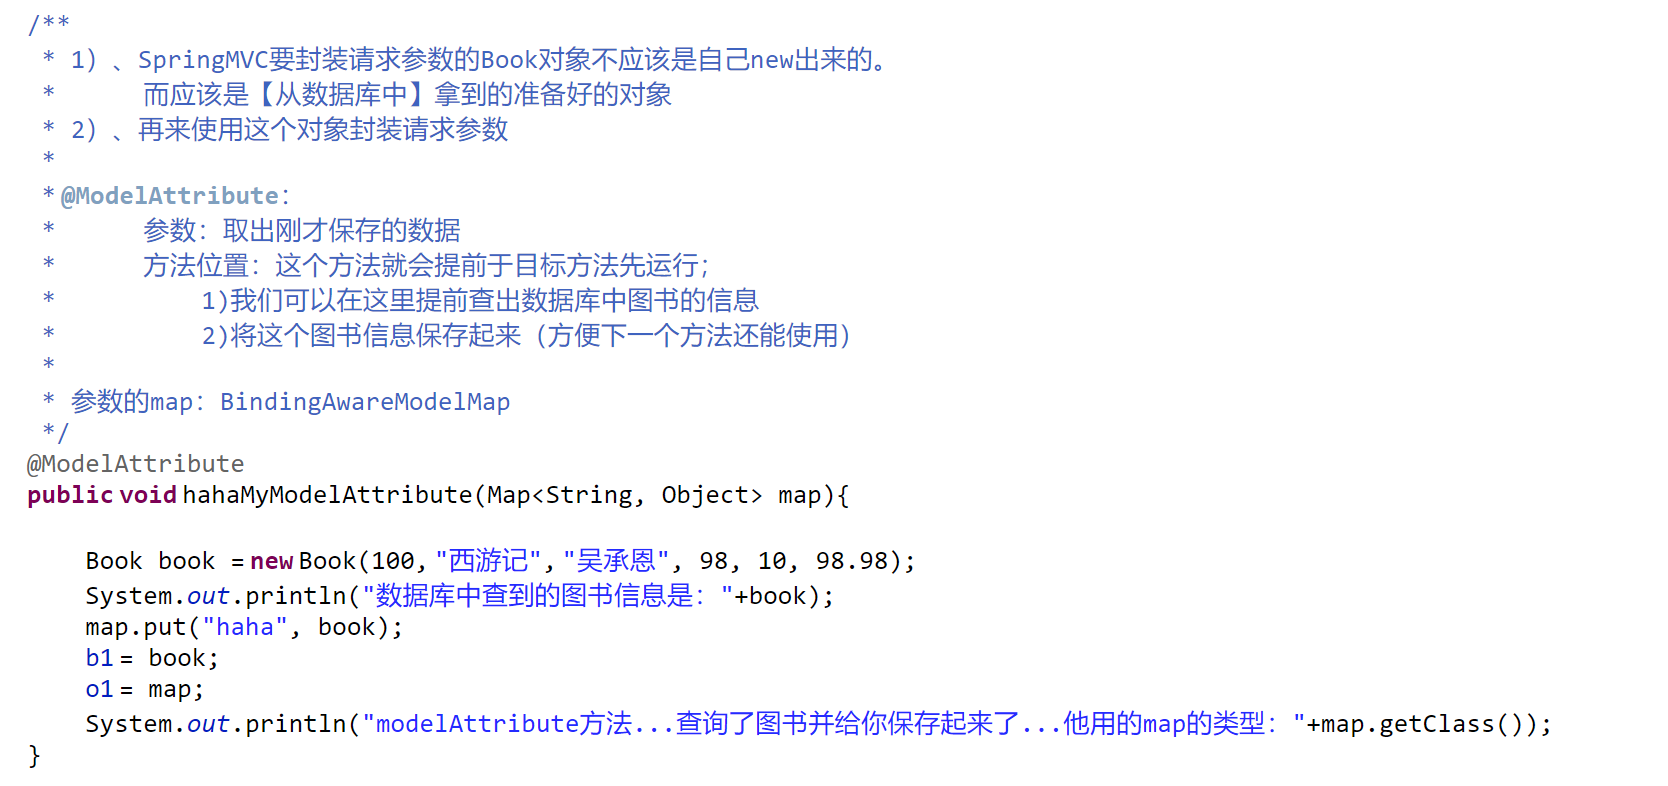 /**
 * 1)、SpringMVC要封装请求参数的Book对象不应该是自己new出来的。
 *      而应该是【从数据库中】拿到的准备好的对象
 * 2)、再来使用这个对象封装请求参数
 *
 * @ModelAttribute:
 *      参数：取出刚才保存的数据
 *      方法位置：这个方法就会提前于目标方法先运行；
 *          1)我们可以在这里提前查出数据库中图书的信息
 *          2)将这个图书信息保存起来（方便下一个方法还能使用）
 *
 * 参数的map：BindingAwareModelMap
 */
@ModelAttribute
public void hahaMyModelAttribute(Map<String, Object> map){
    Book book = new Book(100, "西游记", "吴承恩", 98, 10, 98.98);
    System.out.println("数据库中查到的图书信息是："+book);
    map.put("haha", book);
    b1 = book;
    o1 = map;
    System.out.println("modelAttribute方法...查询了图书并给你保存起来了...他用的map的类型："+map.getClass());
}